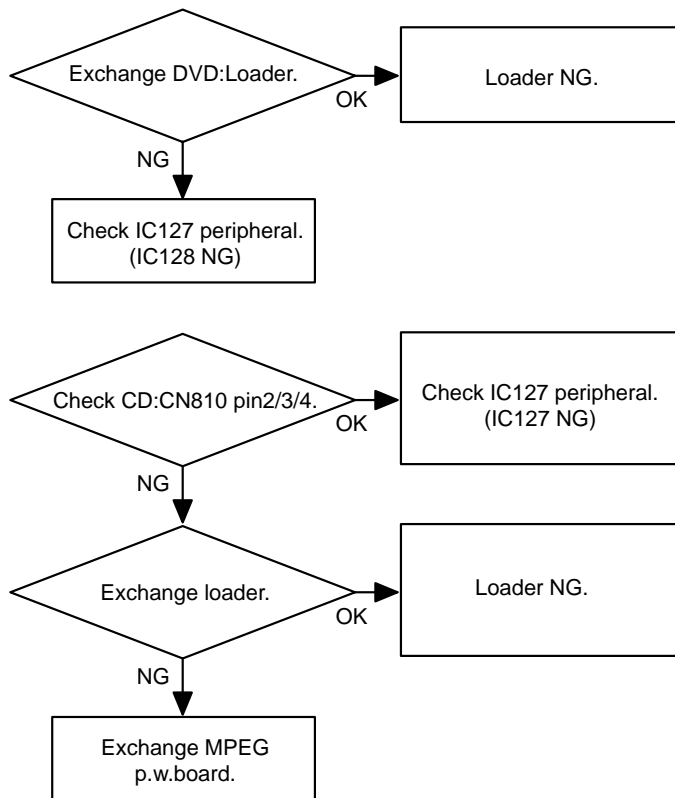 Exchange DVD:Loader.
OK
Loader NG.
NG
Check IC127 peripheral.
(IC128 NG)
Check CD:CN810 pin2/3/4.
OK
Check IC127 peripheral.
(IC127 NG)
NG
Exchange loader.
OK
Loader NG.
NG
Exchange MPEG
p.w.board.